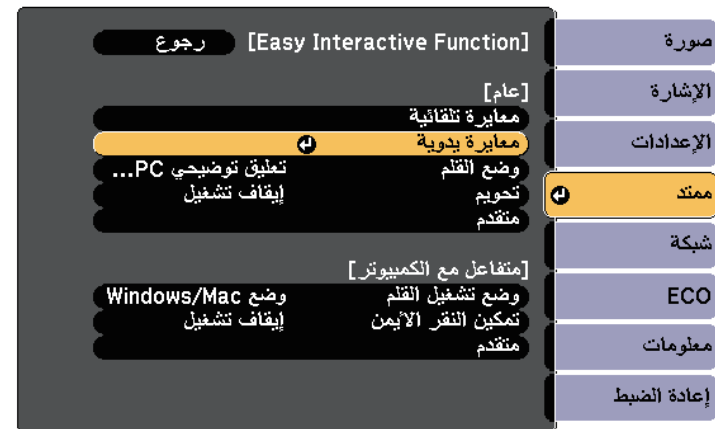 صورة
الإشارة
الإعدادات
ممتد
شبكة
ECO
معلومات
إعادة الضبط
[Easy Interactive Function] رجوع
[عام]
معايرة تلقائية
معايرة يدوية
وضع القلم تعليق توضيحي PC...
تحويم إيقاف تشغيل
متقدم
[متفاعل مع الكمبيوتر]
وضع تشغيل القلم وضع Windows/Mac
تمكين النقر الأيمن إيقاف تشغيل
متقدم